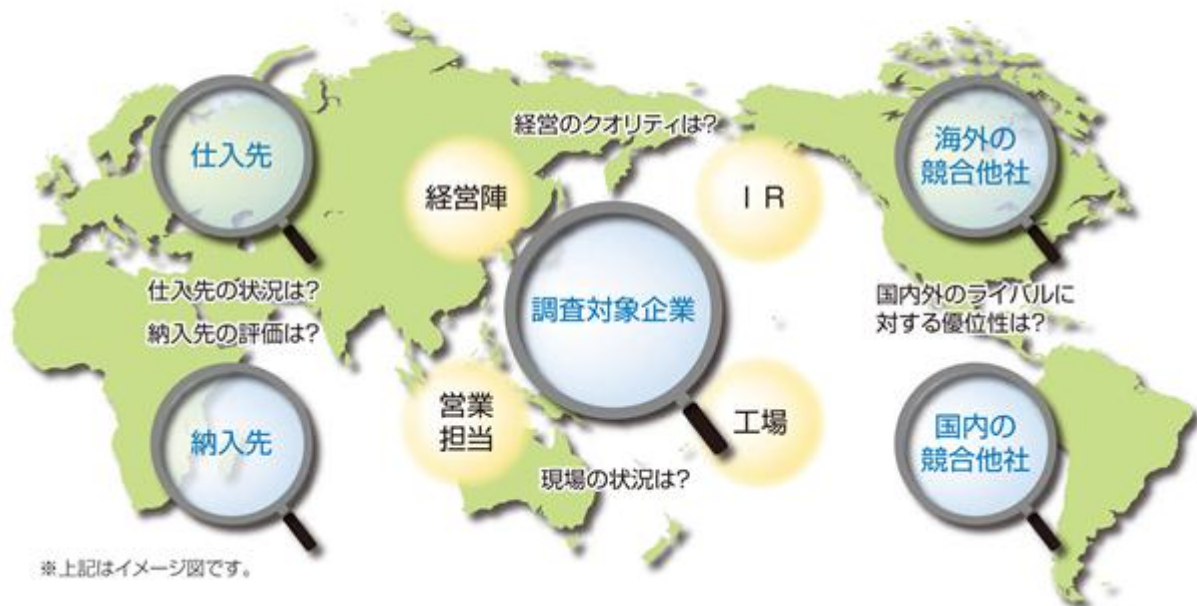 経営のクオリティは?
仕入先
海外の
競合他社
経営陣
ＩＲ
調査対象企業
仕入先の状況は?
納入先の評価は?
国内外のライバルに
対する優位性は?
営業
担当
工場
納入先
国内の
競合他社
現場の状況は?
※上記はイメージ図です。